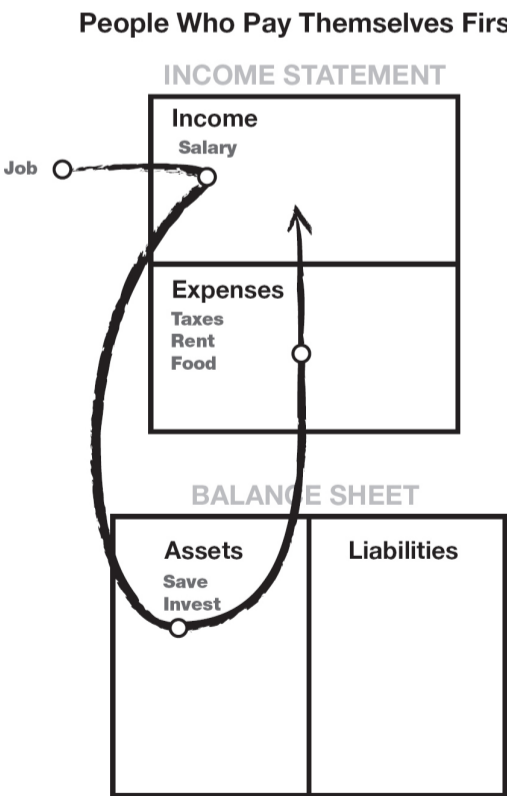 People Who Pay Themselves Firs
INCOME STATEMENT
Income
Salary
Job
Expenses
Taxes
Rent
Food
BALANCE SHEET
Assets
Save
Invest
Liabilities